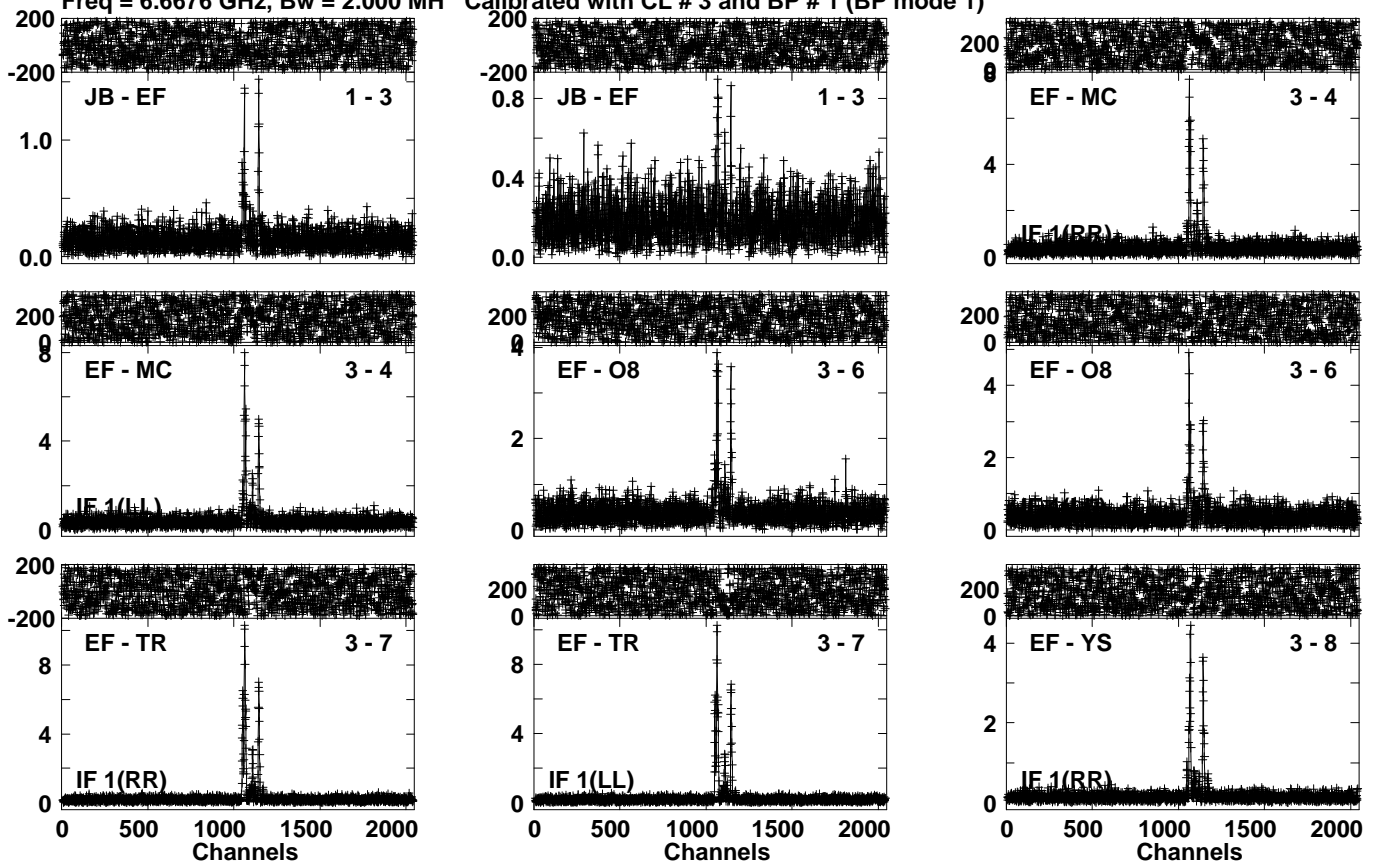 Freq = 6.6676 GHz, Bw = 2.000 MH Calibrated with CL # 3 and BP # 1 (BP mode 1)
200
-200
JB - EF 1 - 3
1.0
0.0
200
-200
JB - EF 1 - 3
0.8
0.4
0.0
200
0
8
EF - MC 3 - 4
4
IF 1(RR)
0
200
0
8
EF - MC 3 - 4
4
IF 1(LL)
0
200
0
4
EF - O8 3 - 6
2
0
200
0
EF - O8 3 - 6
4
2
0
200
-200
EF - TR 3 - 7
8
4
IF 1(RR)
0
0 500 1000 1500 2000
Channels
200
0
EF - TR 3 - 7
8
4
IF 1(LL)
0
0 500 1000 1500 2000
Channels
200
0
EF - YS 3 - 8
4
2
IF 1(RR)
0
0 500 1000 1500 2000
Channels